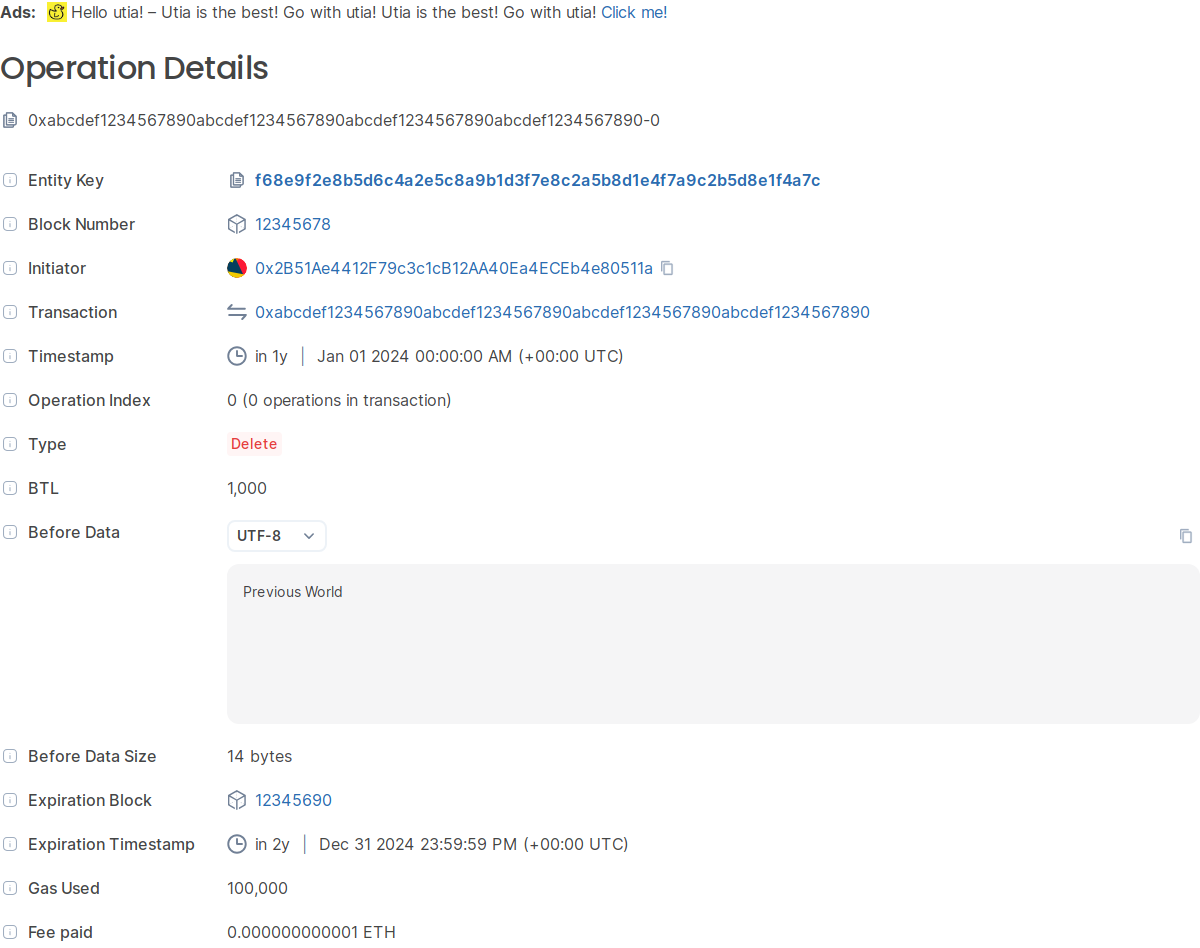 Ads: Hello utia! – Utia is the best! Go with utia! Utia is the best! Go with utia! Click me!
Operation Details
0xabcdef1234567890abcdef1234567890abcdef1234567890abcdef1234567890-0
Entity Key f68e9f2e8b5d6c4a2e5c8a9b1d3f7e8c2a5b8d1e4f7a9c2b5d8e1f4a7c
Block Number 12345678
Initiator 0x2B51Ae4412F79c3c1cB12AA40Ea4ECEb4e80511a
Transaction 0xabcdef1234567890abcdef1234567890abcdef1234567890abcdef1234567890
Timestamp in 1y | Jan 01 2024 00:00:00 AM (+00:00 UTC)
Operation Index 0 (0 operations in transaction)
Type Delete
BTL 1,000
Before Data UTF-8
Previous World
Before Data Size 14 bytes
Expiration Block 12345690
Expiration Timestamp in 2y | Dec 31 2024 23:59:59 PM (+00:00 UTC)
Gas Used 100,000
Fee paid 0.000000000001 ETH